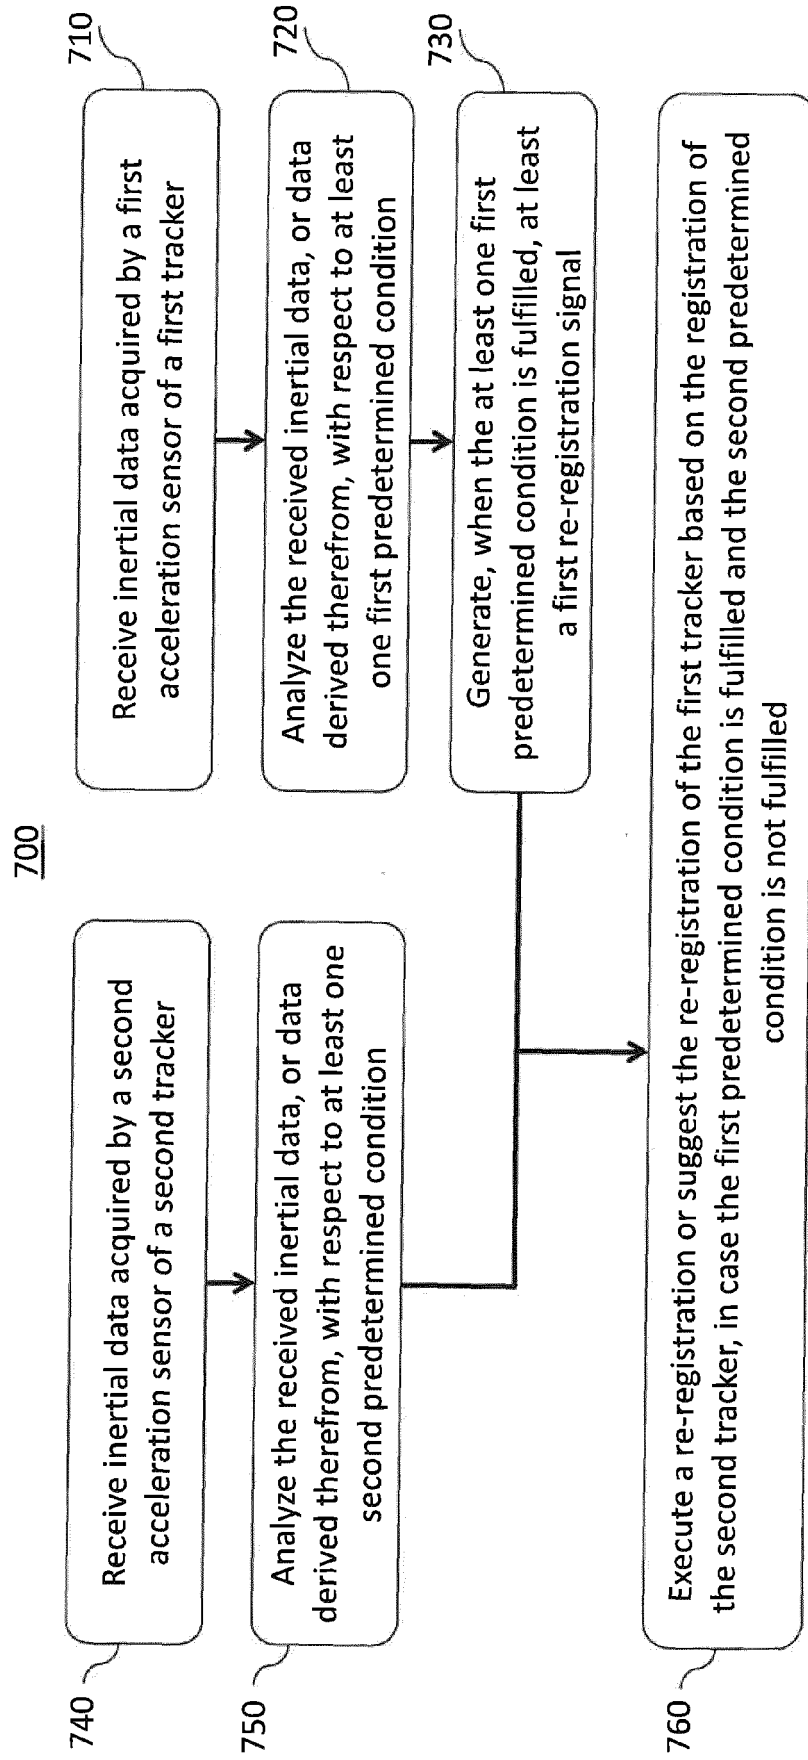 700
740
Receive inertial data acquired by a second
acceleration sensor of a second tracker
750
Analyze the received inertial data, or data
derived therefrom, with respect to at least one
second predetermined condition
710
Receive inertial data acquired by a first
acceleration sensor of a first tracker
720
Analyze the received inertial data, or data
derived therefrom, with respect to at least
one first predetermined condition
730
Generate, when the at least one first
predetermined condition is fulfilled, at least
a first re-registration signal
760
Execute a re-registration or suggest the re-registration of the first tracker based on the registration of
the second tracker, in case the first predetermined condition is fulfilled and the second predetermined
condition is not fulfilled